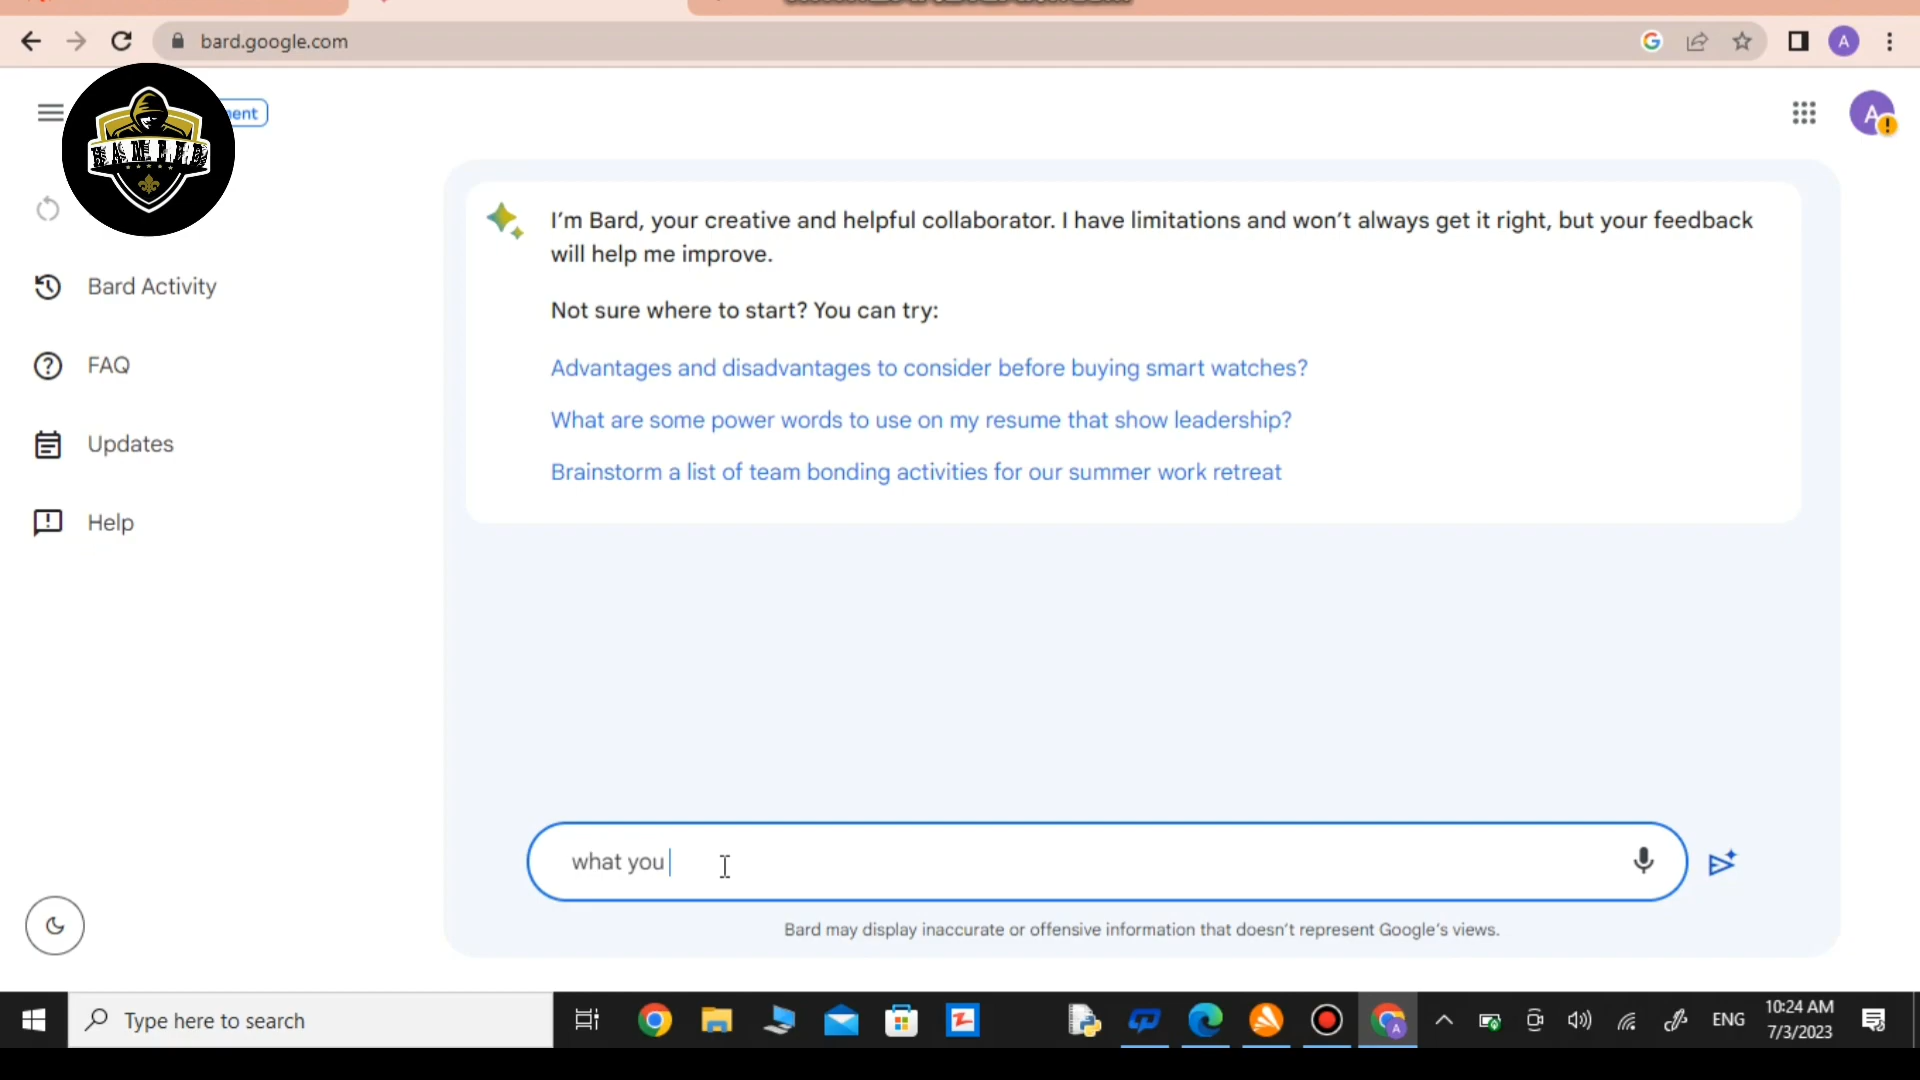 bard.google.com
A
ment
A
HAMLED
I'm Bard, your creative and helpful collaborator. I have limitations and won't always get it right, but your feedback
will help me improve.
Not sure where to start? You can try:
Advantages and disadvantages to consider before buying smart watches?
What are some power words to use on my resume that show leadership?
Brainstorm a list of team bonding activities for our summer work retreat
Bard Activity
FAQ
Updates
Help
what you
Bard may display inaccurate or offensive information that doesn't represent Google's views.
Type here to search
A
ENG
10:24 AM
7/3/2023